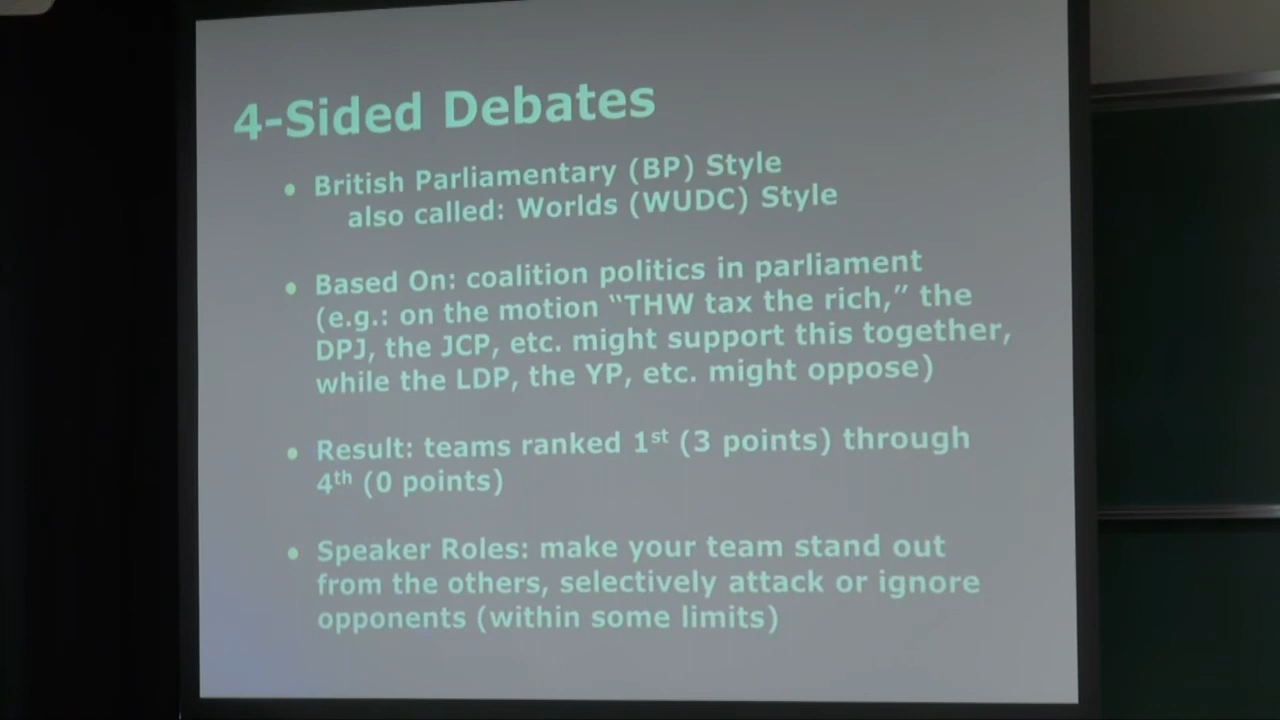 4-Sided Debates
• British Parliamentary (BP) Style
also called: Worlds (WUDC) Style
• Based On: coalition politics in parliament
(e.g.: on the motion “THW tax the rich,” the
DPJ, the JCP, etc. might support this together,
while the LDP, the YP, etc. might oppose)
• Result: teams ranked 1st (3 points) through
4th (0 points)
• Speaker Roles: make your team stand out
from the others, selectively attack or ignore
opponents (within some limits)